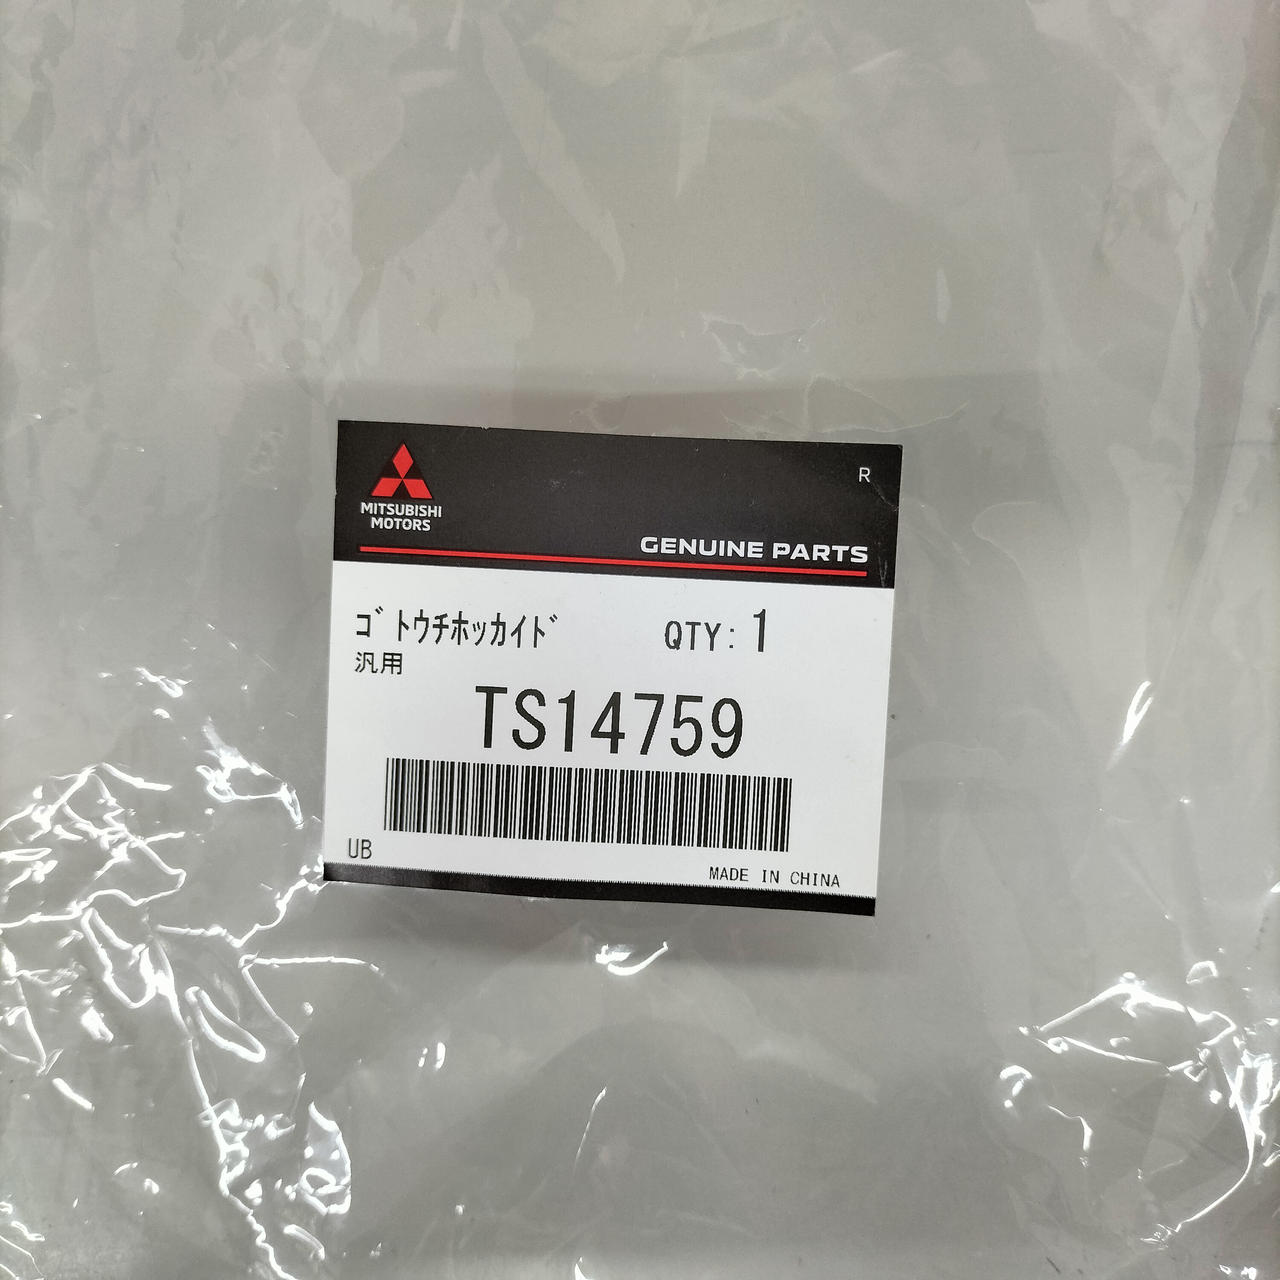 R
MITSUBISHI
MOTORS
GENUINE PARTS
ｺﾞﾄｳﾁﾎｯｶｲﾄﾞ QTY: 1
汎用
TS14759
UB
MADE IN CHINA